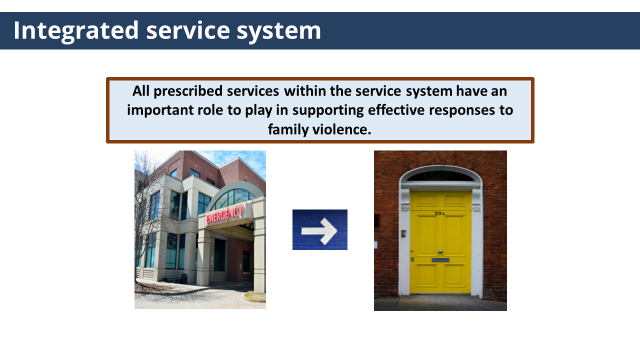 Integrated service system
All prescribed services within the service system have an
important role to play in supporting effective responses to
family violence.
EMERGENCY